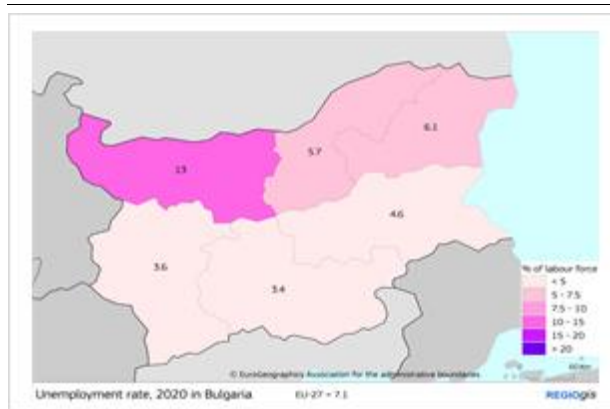 6.1
5.7
13
4.6
3.6
3.4
% of labour force
< 5
5 - 7.5
7.5 - 10
10 - 15
15 - 20
> 20
© EuroGeographics Association for the administrative boundaries
Unemployment rate, 2020 in Bulgaria
EU-27 = 7.1
REGIOgis